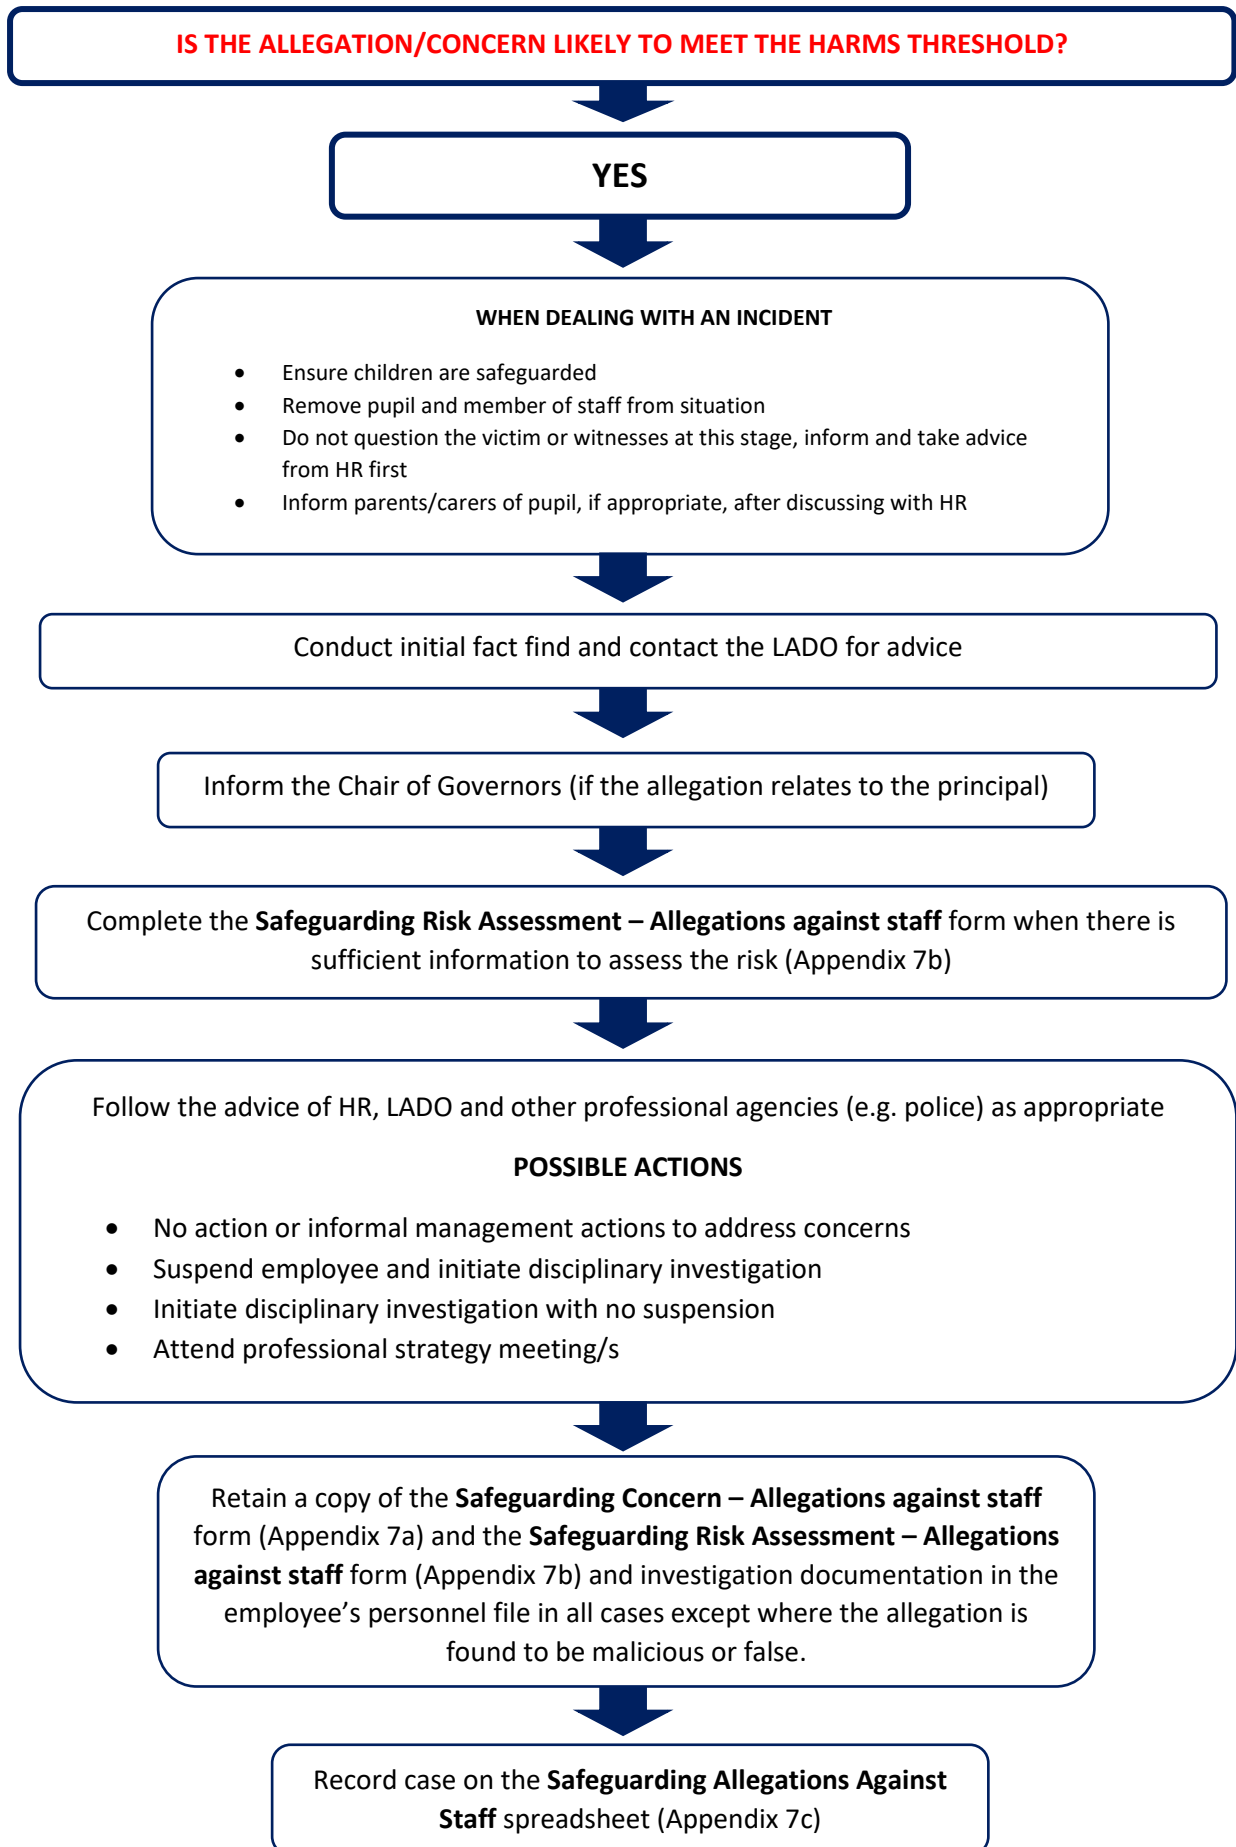 IS THE ALLEGATION/CONCERN LIKELY TO MEET THE HARMS THRESHOLD?
YES
WHEN DEALING WITH AN INCIDENT
• Ensure children are safeguarded
• Remove pupil and member of staff from situation
• Do not question the victim or witnesses at this stage, inform and take advice
from HR first
• Inform parents/carers of pupil, if appropriate, after discussing with HR
Conduct initial fact find and contact the LADO for advice
Inform the Chair of Governors (if the allegation relates to the principal)
Complete the Safeguarding Risk Assessment – Allegations against staff form when there is
sufficient information to assess the risk (Appendix 7b)
Follow the advice of HR, LADO and other professional agencies (e.g. police) as appropriate
POSSIBLE ACTIONS
• No action or informal management actions to address concerns
• Suspend employee and initiate disciplinary investigation
• Initiate disciplinary investigation with no suspension
• Attend professional strategy meeting/s
Retain a copy of the Safeguarding Concern – Allegations against staff
form (Appendix 7a) and the Safeguarding Risk Assessment – Allegations
against staff form (Appendix 7b) and investigation documentation in the
employee’s personnel file in all cases except where the allegation is
found to be malicious or false.
Record case on the Safeguarding Allegations Against
Staff spreadsheet (Appendix 7c)